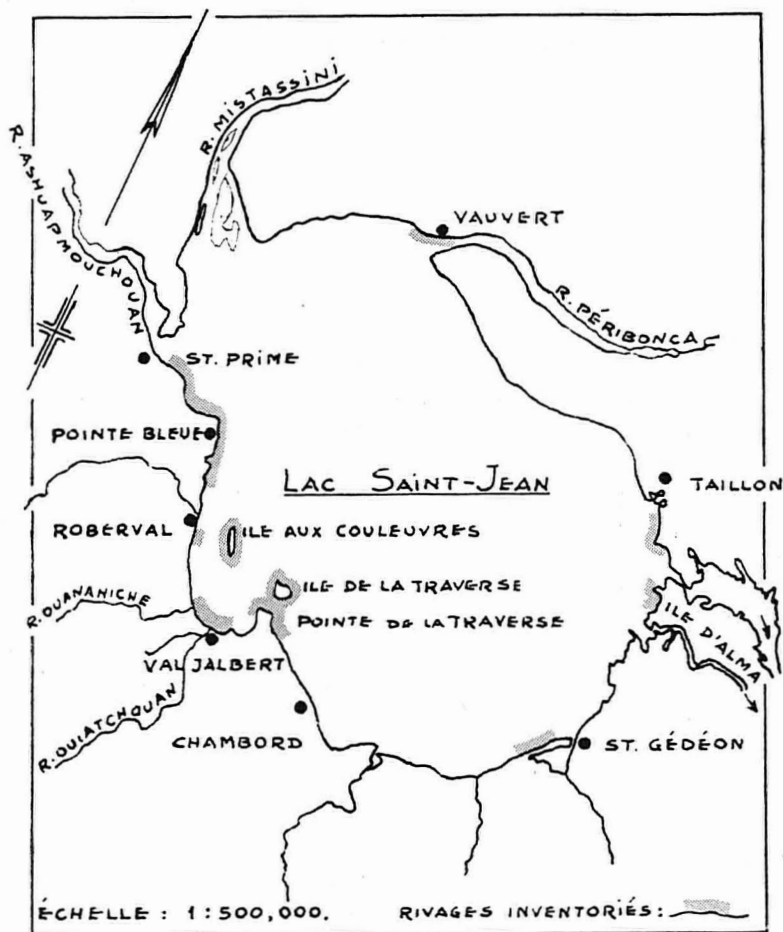 R. MISTASSINI
R. ASHUAPMOUCHOUAN
VAUVERT
R. PÉRIBONCA
ST. PRIME
POINTE BLEUE
LAC SAINT-JEAN
TAILLON
ROBERVAL
ILE AUX COULEUVRES
ILE DE LA TRAVERSE
R. OUANANICHE
POINTE DE LA TRAVERSE
ILE D'ALMA
VAL JALBERT
R. OUIATCHOUAN
CHAMBORD
ST. GÉDÉON
ÉCHELLE : 1:500,000.
RIVAGES INVENTORIÉS: